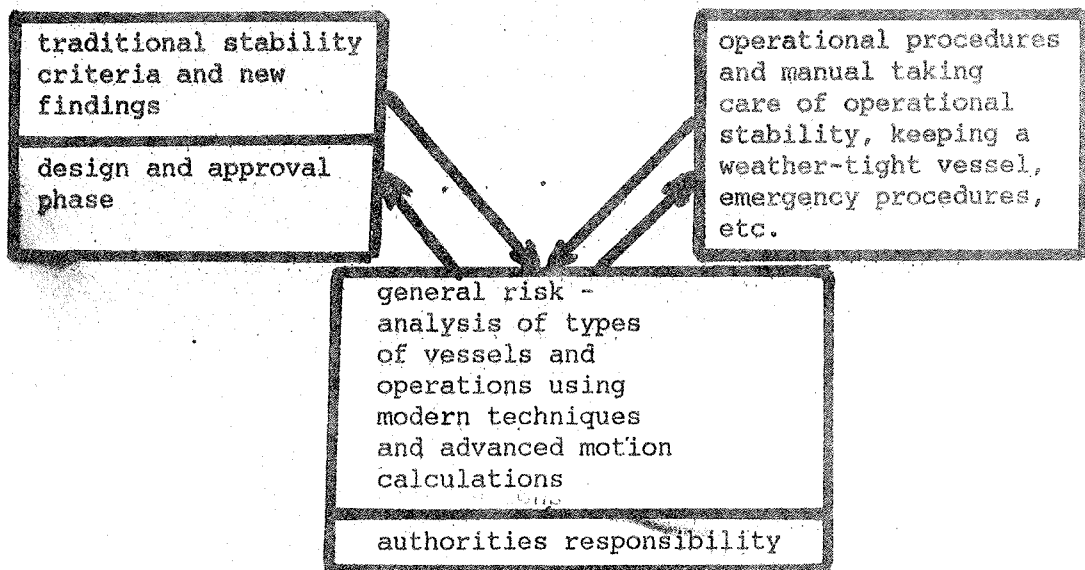 traditional stability
criteria and new
findings
design and approval
phase
operational procedures
and manual taking
care of operational
stability, keeping a
weather-tight vessel,
emergency procedures,
etc.
general risk -
analysis of types
of vessels and
operations using
modern techniques
and advanced motion
calculations
authorities responsibility